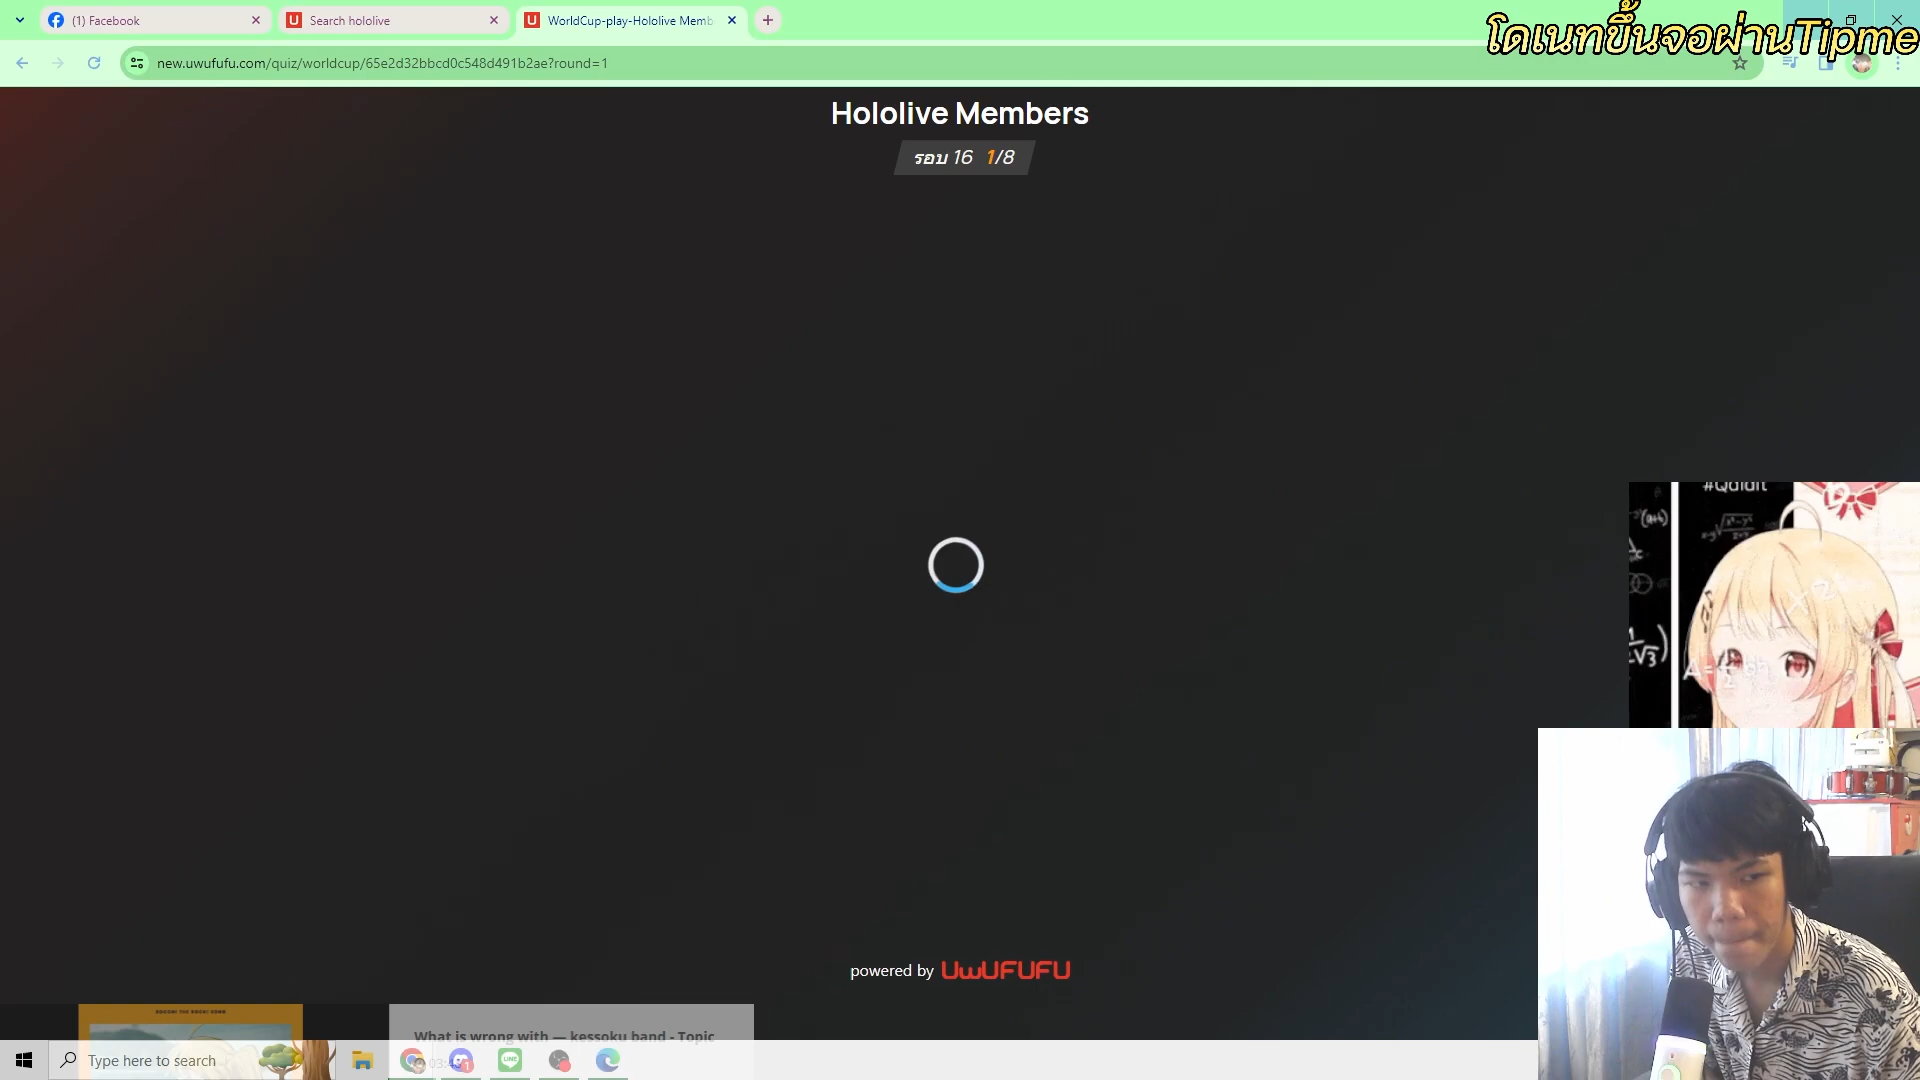 (1) Facebook
Search hololive
WorldCup-play-Hololive Memb
โดเนทขึ้นจอผ่านTipme
new.uwufufu.com/quiz/worldcup/65e2d32bbcd0c548d491b2ae?round=1
Hololive Members
รอบ 16 1/8
powered by UwUFUFU
What is wrong with — kessoku band - Topic
Type here to search
LINE